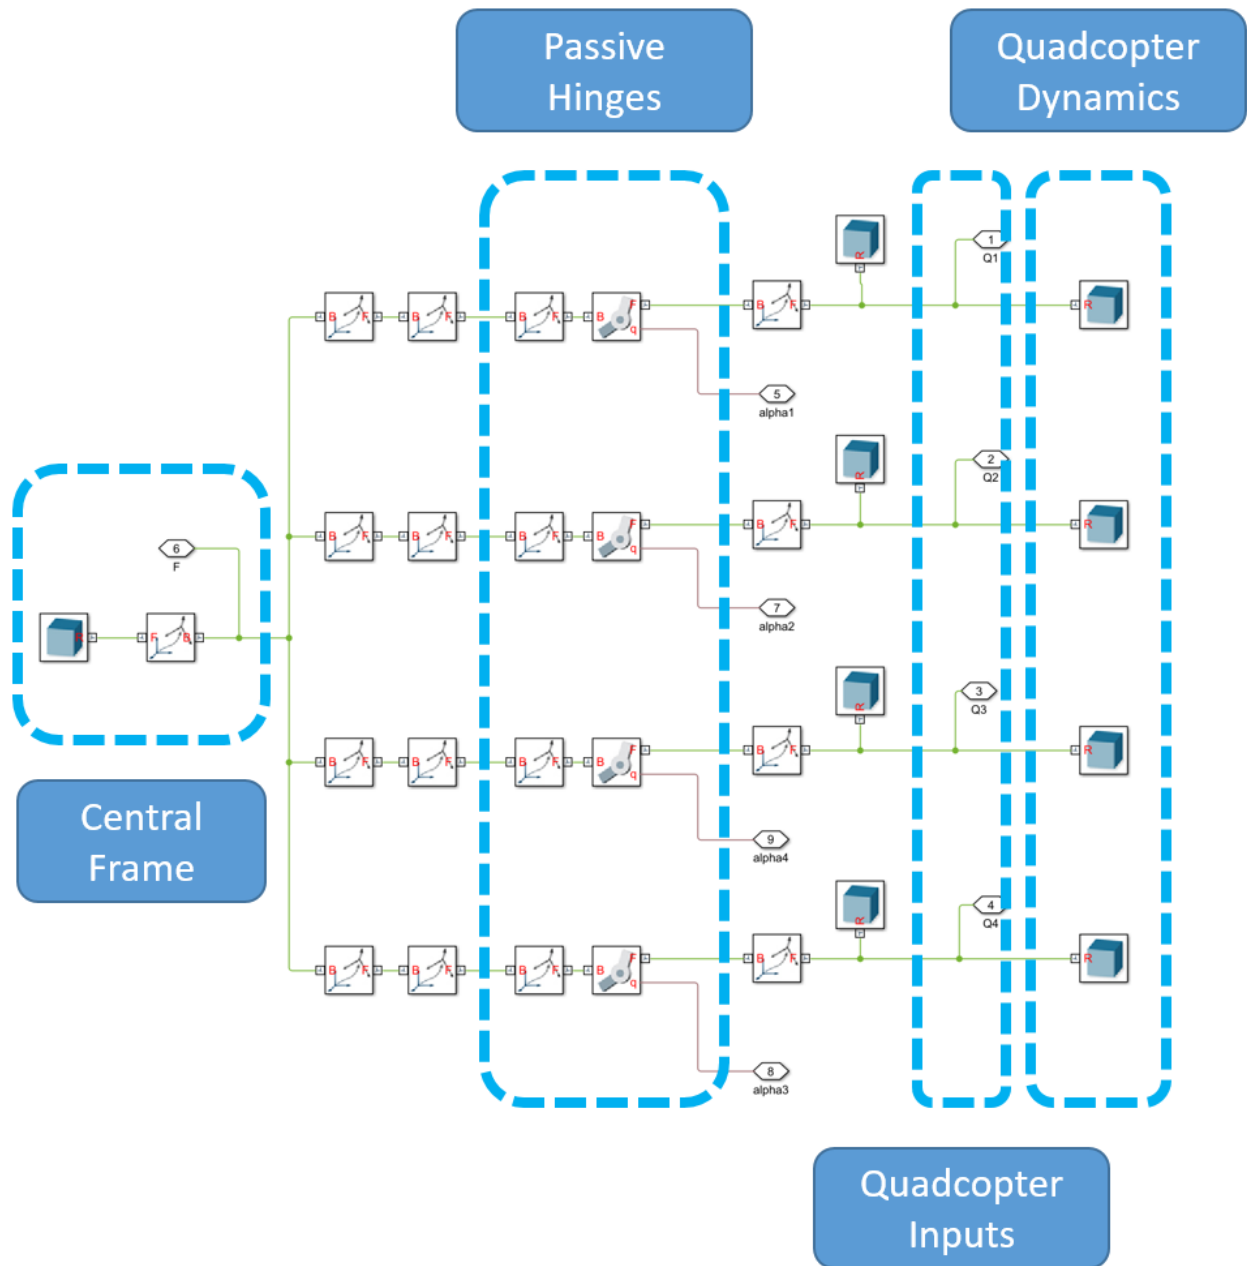 Passive
Hinges
Quadcopter
Dynamics
R
1
Q1
B F
B F
B F
B F q
B F
R
5
alpha1
R
2
Q2
B F
B F
B F
B F q
B F
R
6
F
7
alpha2
R
F B
R
3
Q3
B F
B F
B F
B F q
B F
R
Central
Frame
9
alpha4
R
4
Q4
B F
B F
B F
B F q
B F
R
8
alpha3
Quadcopter
Inputs